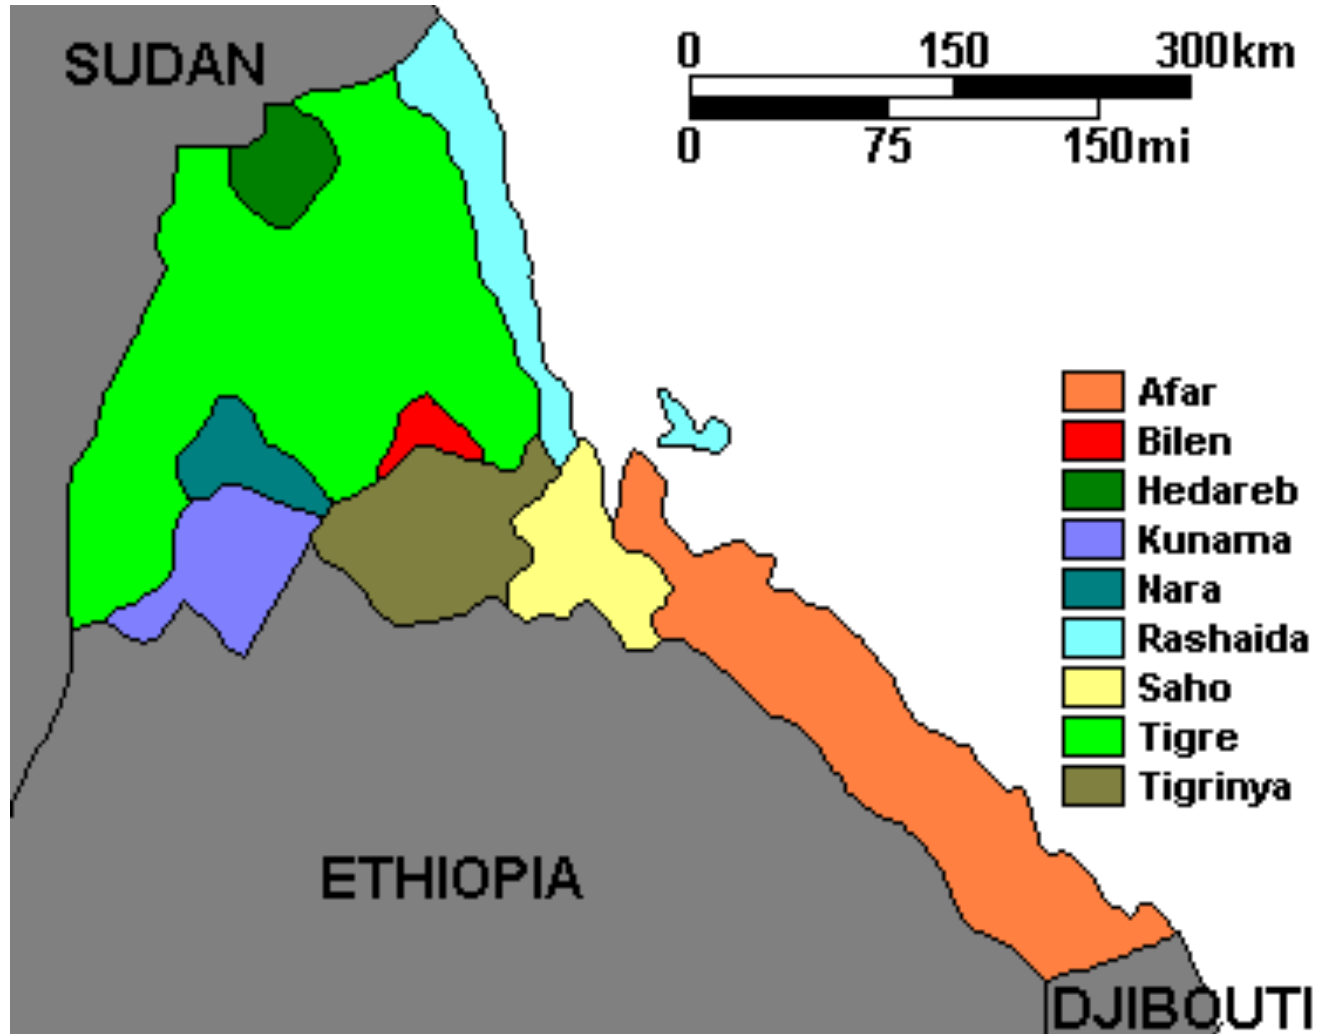 SUDAN
0 150 300km
0 75 150mi
Afar
Bilen
Hedareb
Kunama
Nara
Rashaida
Saho
Tigre
Tigrinya
ETHIOPIA
DJIBOUTI